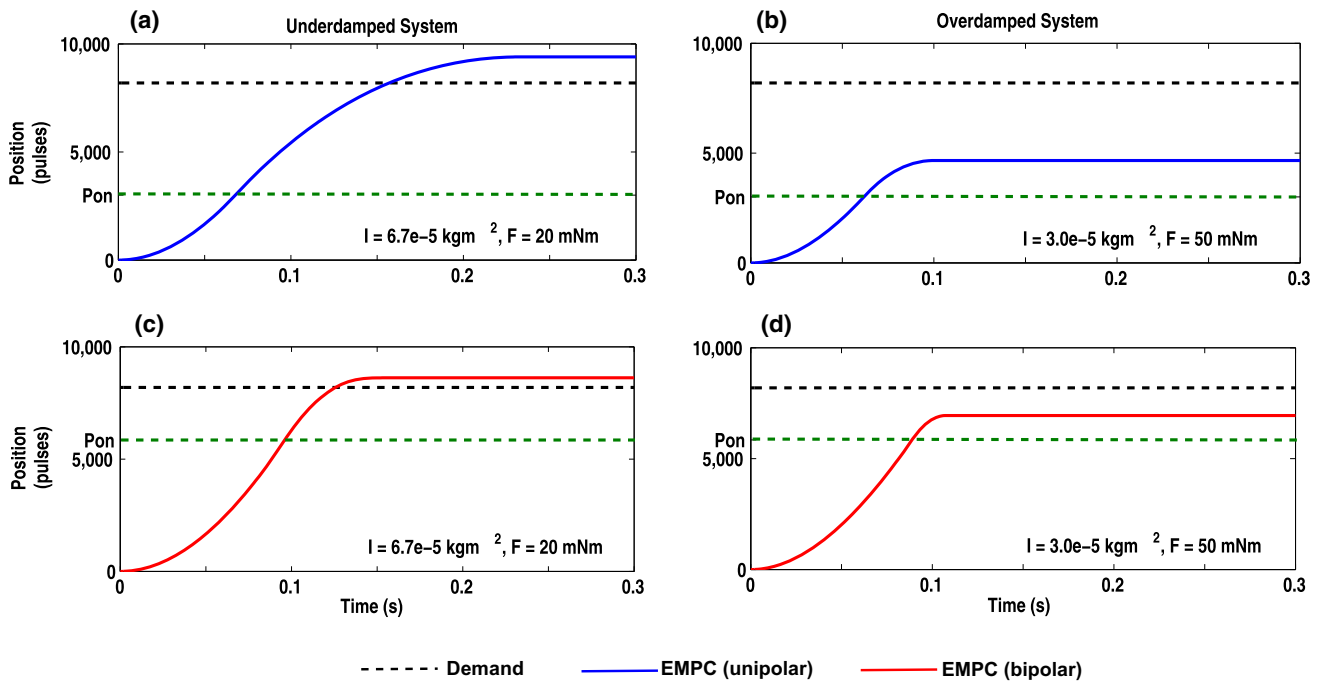 (a)
Underdamped System
10,000
Position
(pulses)
5,000
Pon
0
I = 6.7e−5 kgm 2, F = 20 mNm
0
0.1
0.2
0.3
(b)
Overdamped System
10,000
5,000
Pon
0
I = 3.0e−5 kgm 2, F = 50 mNm
0
0.1
0.2
0.3
(c)
10,000
Position
(pulses)
Pon
5,000
0
I = 6.7e−5 kgm 2, F = 20 mNm
0
0.1
0.2
0.3
Time (s)
(d)
10,000
Pon
5,000
0
I = 3.0e−5 kgm 2, F = 50 mNm
0
0.1
0.2
0.3
Time (s)
Demand
EMPC (unipolar)
EMPC (bipolar)